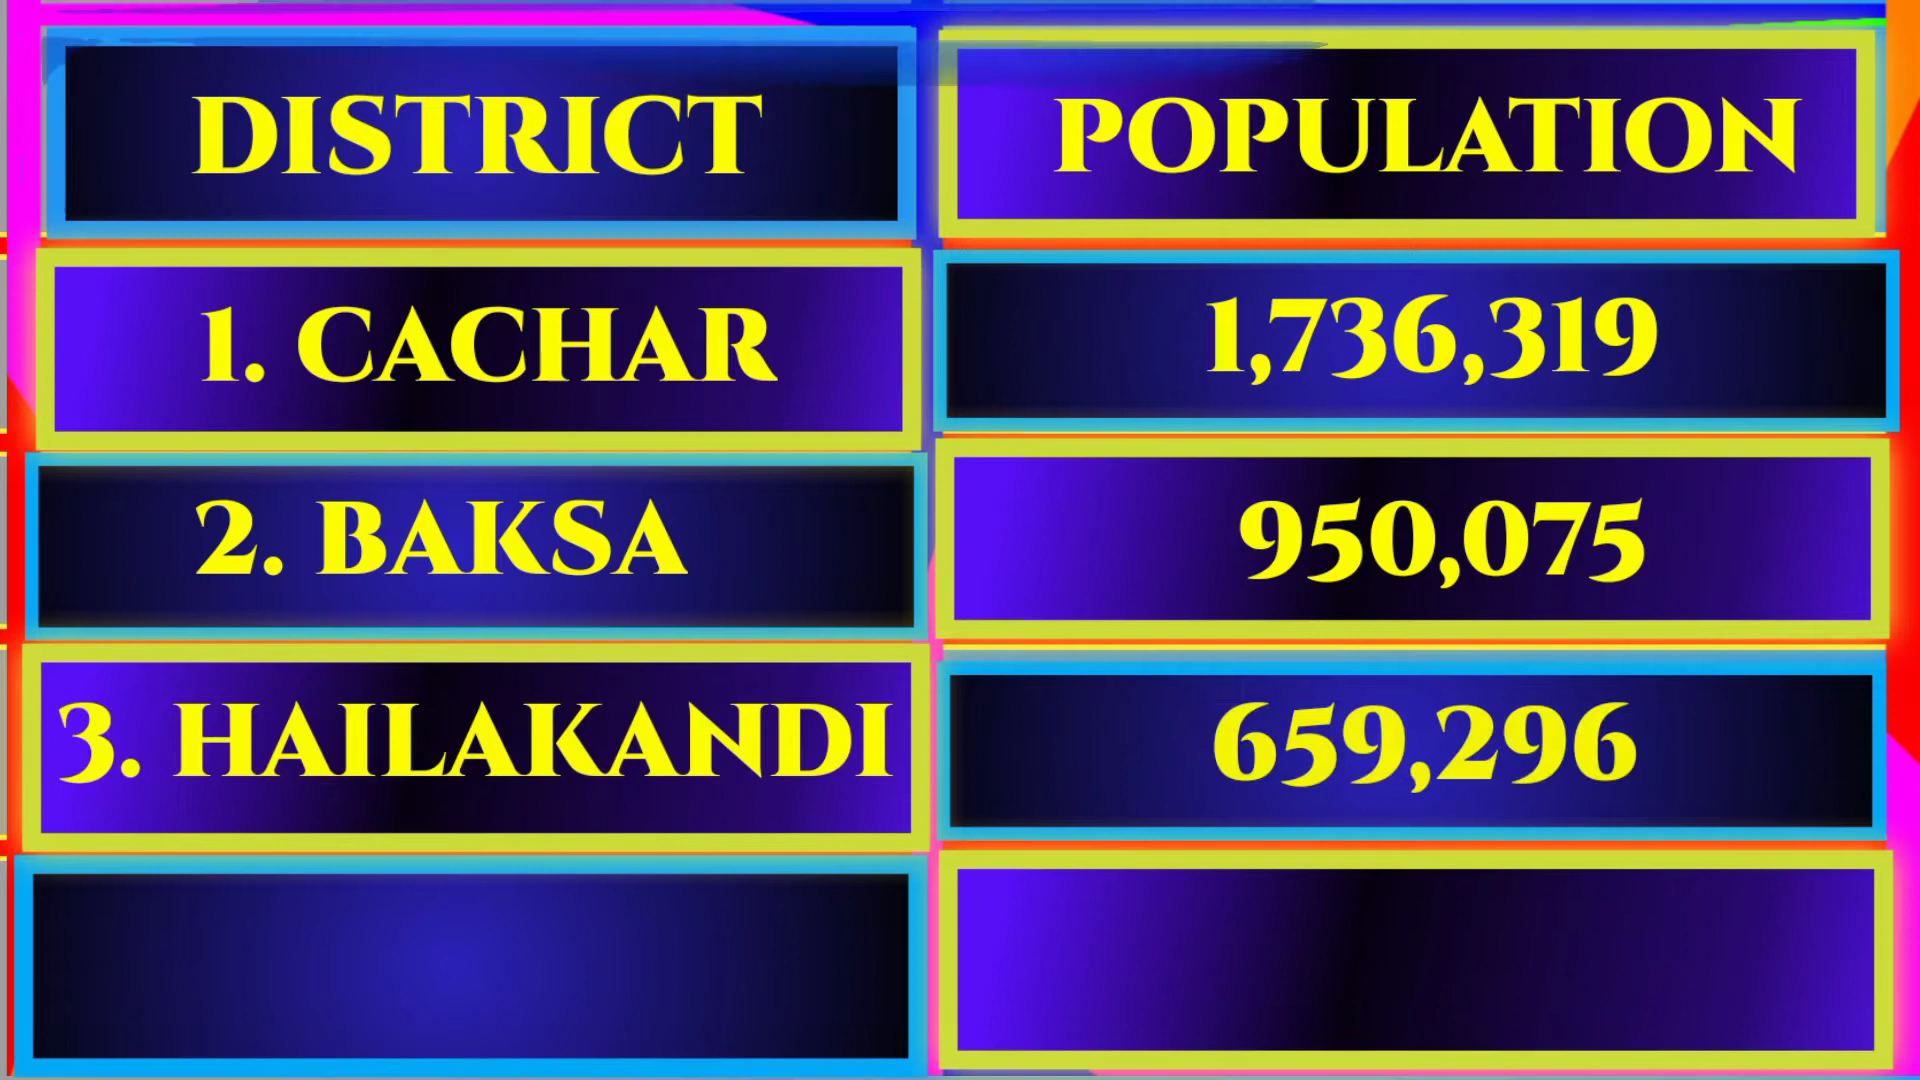 DISTRICT POPULATION
1. CACHAR 1,736,319
2. BAKSA 950,075
3. HAILAKANDI 659,296